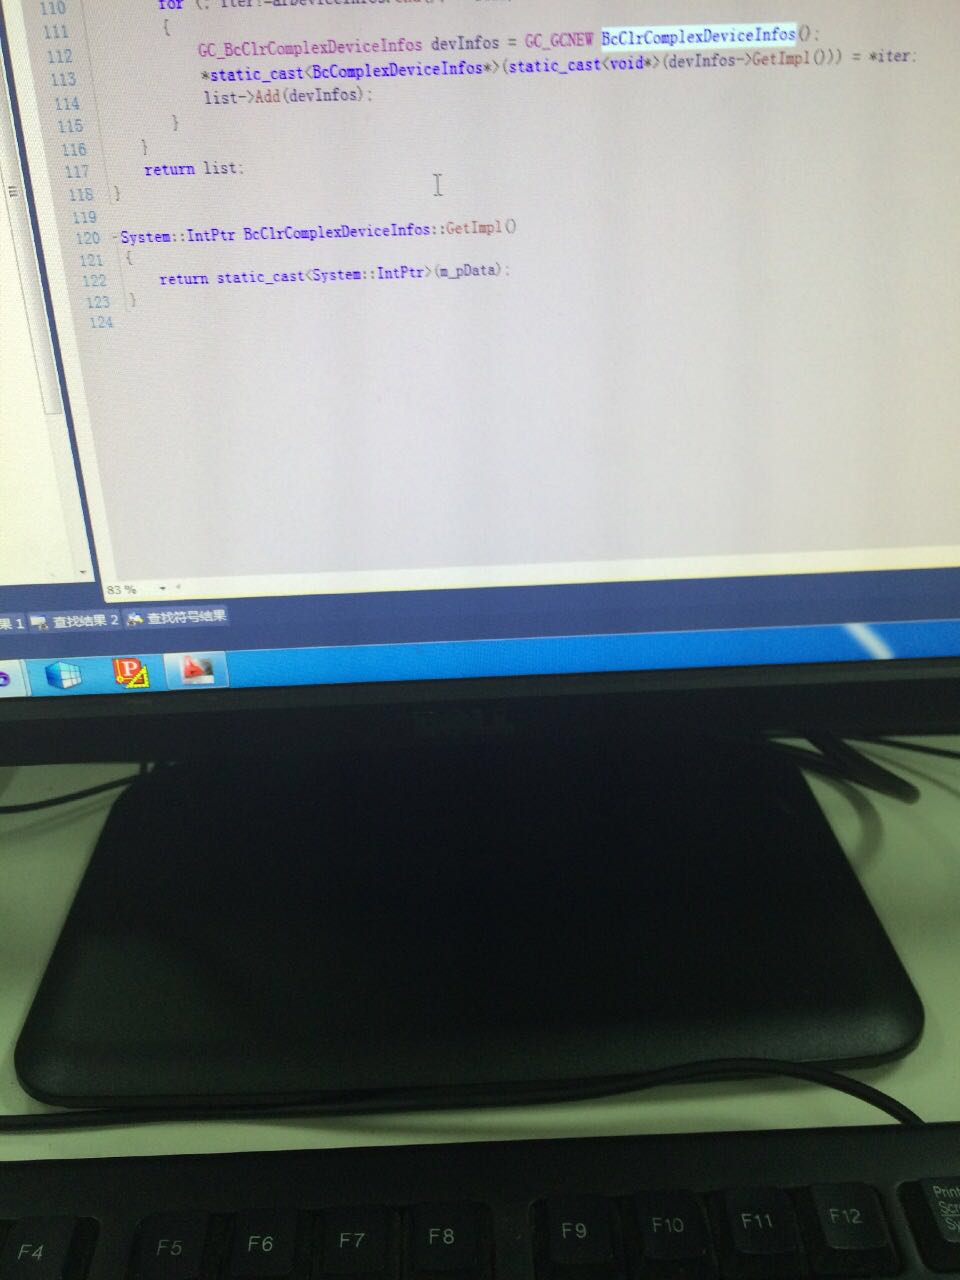 110 for (; iter!=
111 {
112 GC_BcClrComplexDeviceInfos devInfos = GC_GCNEW BcClrComplexDeviceInfos();
113 *static_cast<BcComplexDeviceInfos*>(static_cast<void*>(devInfos->GetImpl())) = *iter;
114 list->Add(devInfos);
115 }
116 }
117 return list;
118 }
119
120 -System::IntPtr BcClrComplexDeviceInfos::GetImpl()
121 {
122 return static_cast<System::IntPtr>(m_pData);
123 }
124
83 %
果 1 查找结果 2 查找符号结果
P
DELL
F4 F5 F6 F7 F8 F9 F10 F11 F12